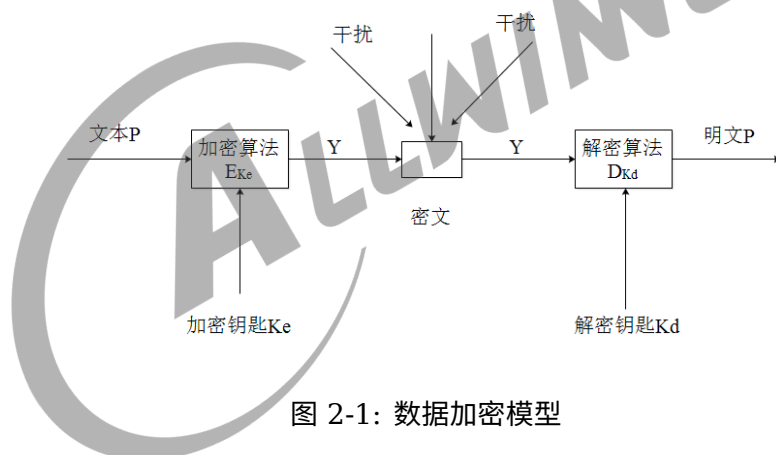 干扰
干扰
文本P
加密算法
EKe
Y
Y
解密算法
DKd
明文P
密文
加密钥匙Ke
解密钥匙Kd
图 2-1: 数据加密模型